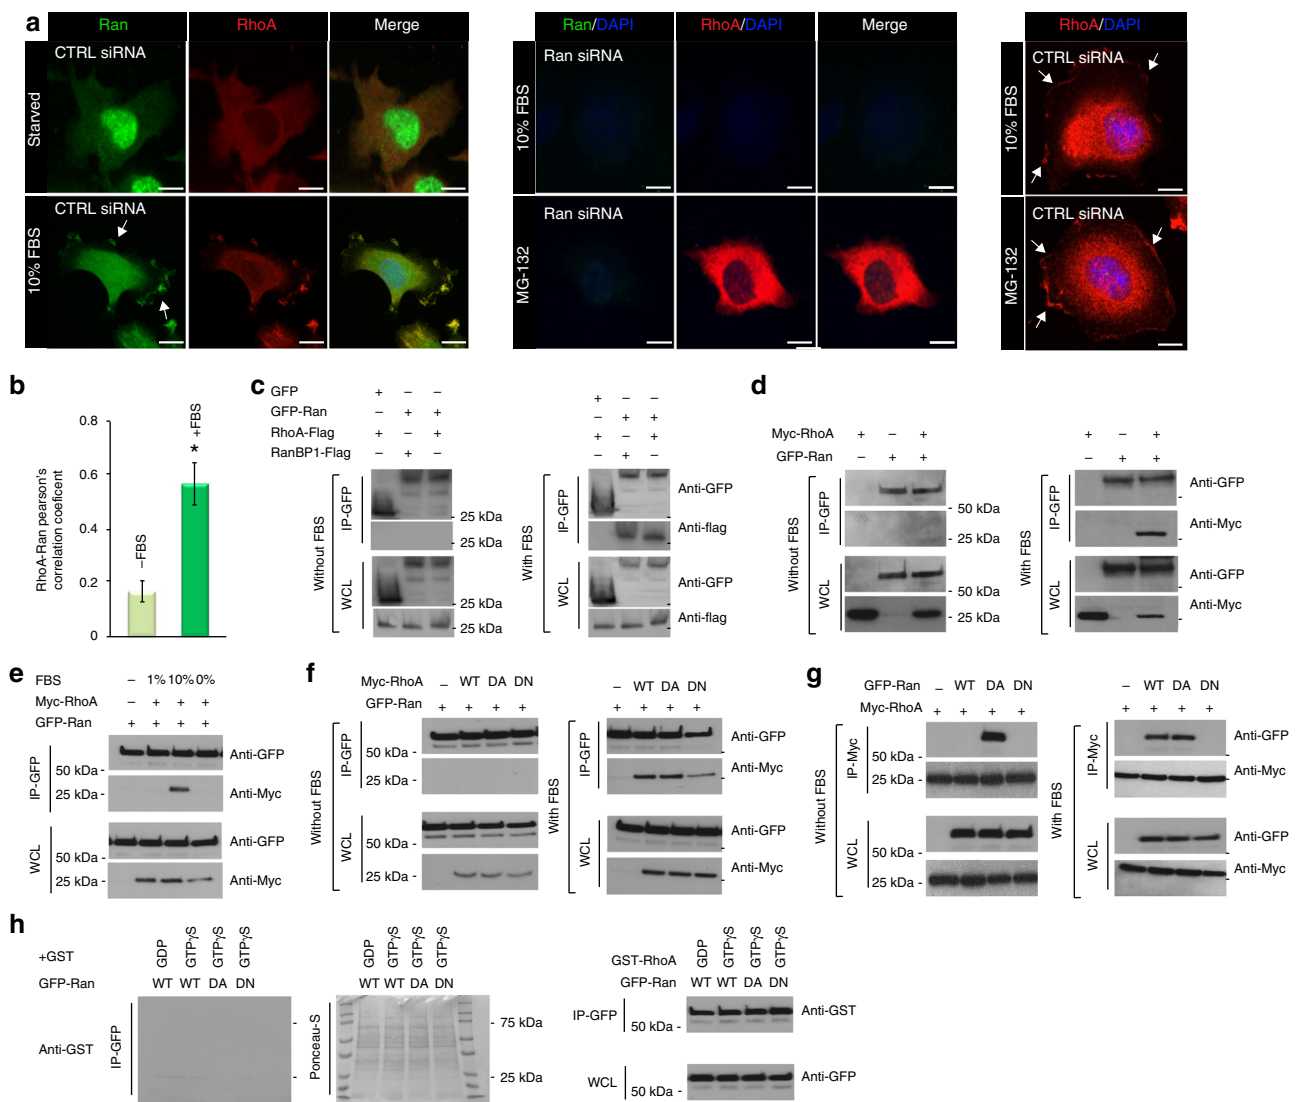 a
Ran RhoA Merge
CTRL siRNA
Starved
CTRL siRNA
10% FBS
Ran/DAPI RhoA/DAPI Merge
Ran siRNA
10% FBS
Ran siRNA
MG-132
RhoA/DAPI
CTRL siRNA
10% FBS
CTRL siRNA
MG-132
b
RhoA-Ran pearson's
correlation coeficent
0.8
0.6
0.4
0.2
0
–FBS
* +FBS
c
GFP + – –
GFP-Ran – + +
RhoA-Flag + – +
RanBP1-Flag – + –
Without FBS
IP-GFP
25 kDa
25 kDa
WCL
25 kDa
25 kDa
+ – –
– + +
+ – +
– + –
With FBS
IP-GFP
Anti-GFP
Anti-flag
WCL
Anti-GFP
Anti-flag
d
Myc-RhoA + – +
GFP-Ran – + +
Without FBS
IP-GFP
50 kDa
25 kDa
WCL
50 kDa
25 kDa
+ – +
– + +
With FBS
IP-GFP
Anti-GFP
Anti-Myc
WCL
Anti-GFP
Anti-Myc
e
FBS – 1% 10% 0%
Myc-RhoA – + + +
GFP-Ran + + + +
IP-GFP
50 kDa
Anti-GFP
25 kDa
Anti-Myc
WCL
50 kDa
Anti-GFP
25 kDa
Anti-Myc
f
Myc-RhoA – WT DA DN
GFP-Ran + + + +
Without FBS
IP-GFP
50 kDa
25 kDa
WCL
50 kDa
25 kDa
– WT DA DN
+ + + +
With FBS
IP-GFP
Anti-GFP
Anti-Myc
WCL
Anti-GFP
Anti-Myc
g
GFP-Ran – WT DA DN
Myc-RhoA + + + +
Without FBS
IP-Myc
50 kDa
25 kDa
WCL
50 kDa
25 kDa
– WT DA DN
+ + + +
With FBS
IP-Myc
Anti-GFP
Anti-Myc
WCL
Anti-GFP
Anti-Myc
h
+GST GDP GTPγS GTPγS GTPγS
GFP-Ran WT WT DA DN
Anti-GST
IP-GFP
GDP GTPγS GTPγS GTPγS
WT WT DA DN
Ponceau-S
75 kDa
25 kDa
GST-RhoA GDP GTPγS GTPγS GTPγS
GFP-Ran WT WT DA DN
IP-GFP
50 kDa
Anti-GST
WCL
50 kDa
Anti-GFP